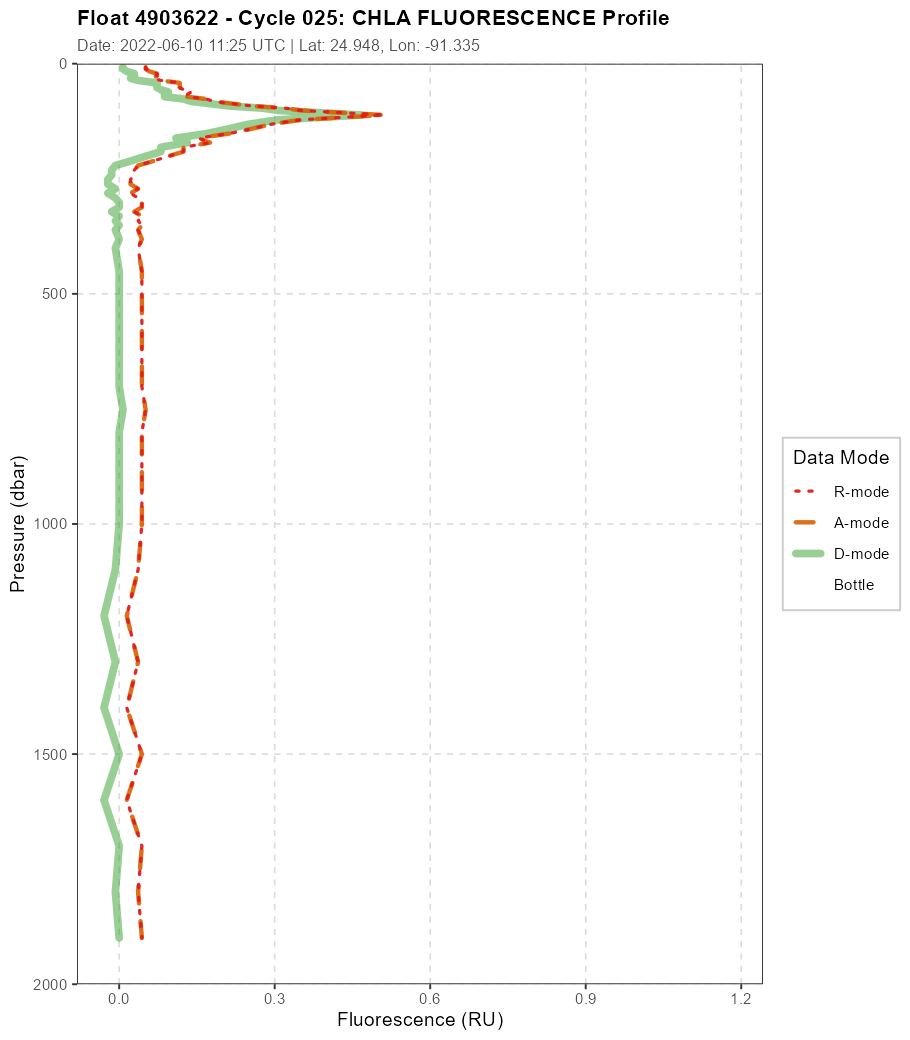 Float 4903622 - Cycle 025: CHLA FLUORESCENCE Profile
Date: 2022-06-10 11:25 UTC | Lat: 24.948, Lon: -91.335
0
500
1000
1500
2000
Pressure (dbar)
0.0 0.3 0.6 0.9 1.2
Fluorescence (RU)
Data Mode
R-mode
A-mode
D-mode
Bottle